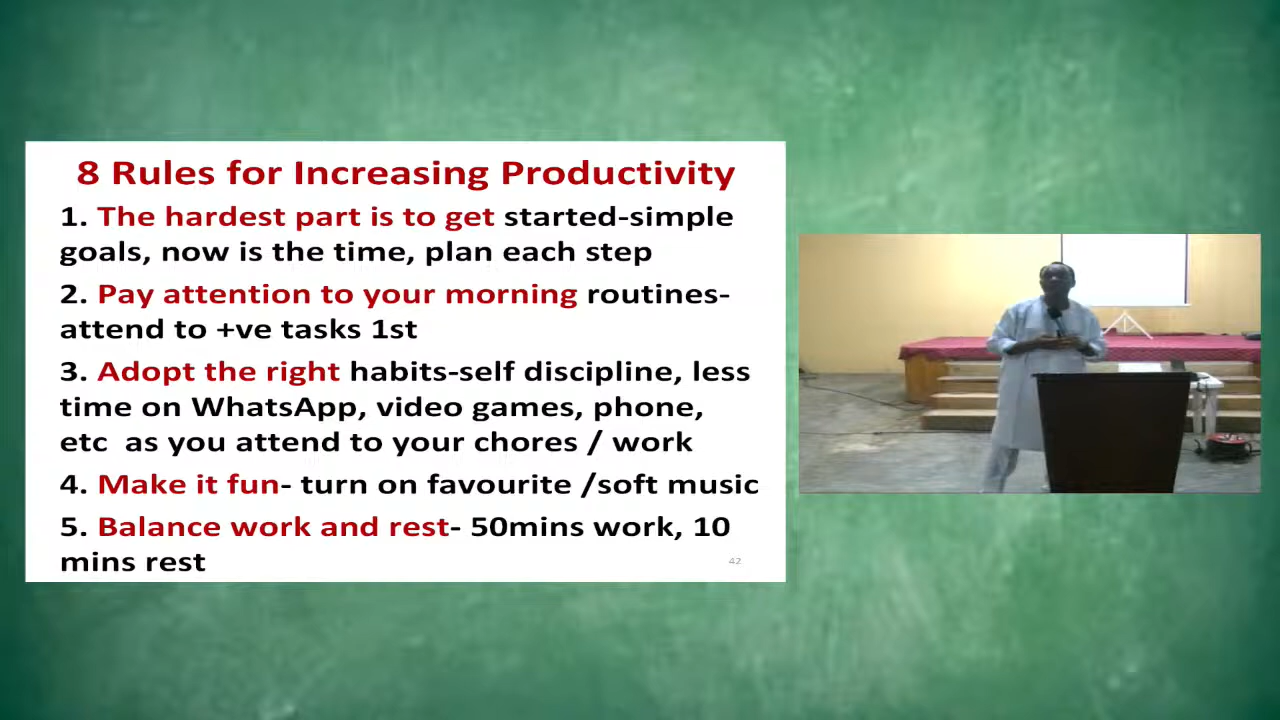 8 Rules for Increasing Productivity
1. The hardest part is to get started-simple
goals, now is the time, plan each step
2. Pay attention to your morning routines-
attend to +ve tasks 1st
3. Adopt the right habits-self discipline, less
time on WhatsApp, video games, phone,
etc  as you attend to your chores / work
4. Make it fun- turn on favourite /soft music
5. Balance work and rest- 50mins work, 10
mins rest
42